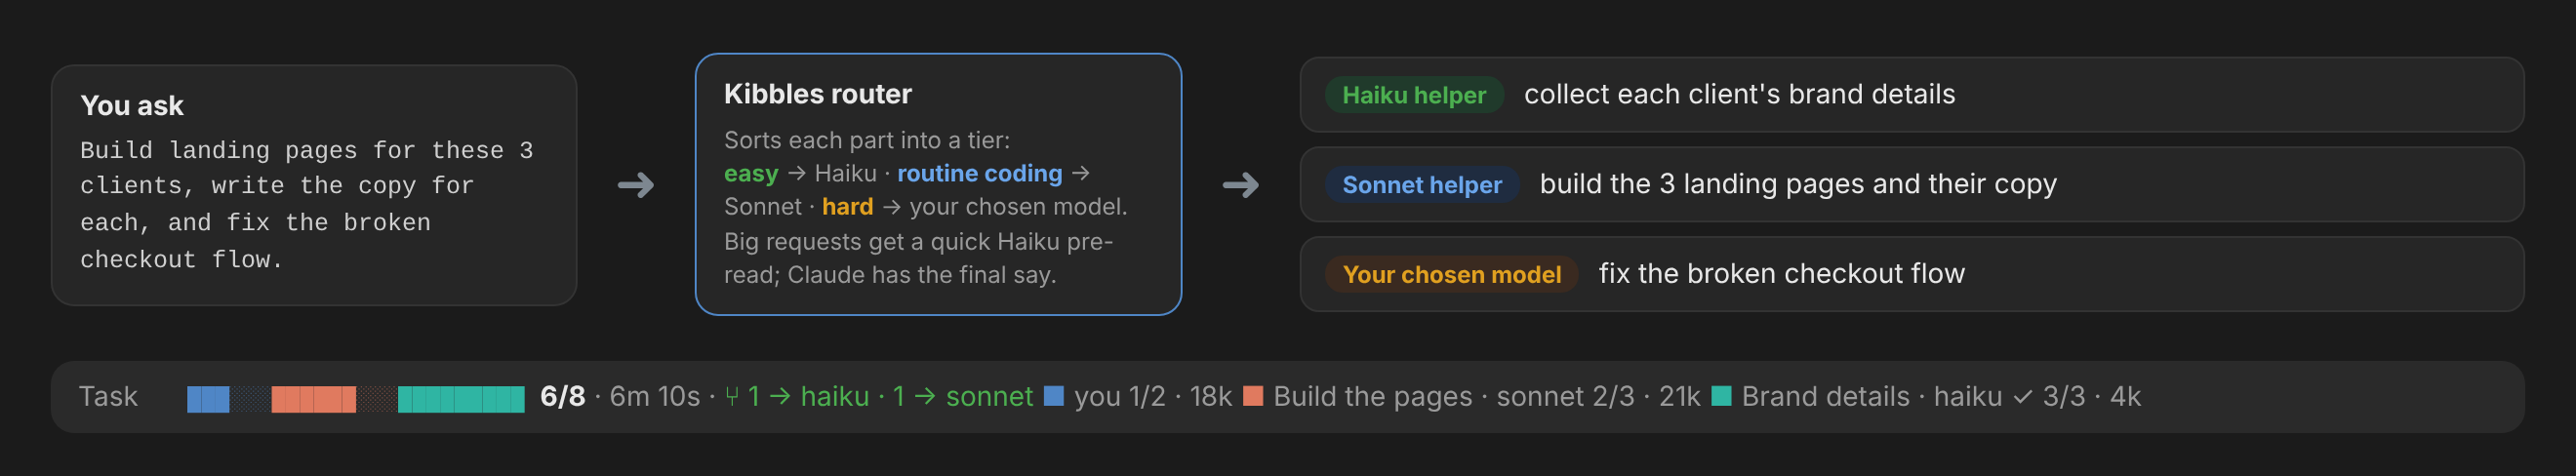 You ask
Build landing pages for these 3
clients, write the copy for
each, and fix the broken
checkout flow.
Kibbles router
Sorts each part into a tier:
easy → Haiku · routine coding →
Sonnet · hard → your chosen model.
Big requests get a quick Haiku pre-
read; Claude has the final say.
Haiku helper collect each client's brand details
Sonnet helper build the 3 landing pages and their copy
Your chosen model fix the broken checkout flow
Task 6/8 · 6m 10s · ⑂ 1 → haiku · 1 → sonnet ■ you 1/2 · 18k ■ Build the pages · sonnet 2/3 · 21k ■ Brand details · haiku ✓ 3/3 · 4k